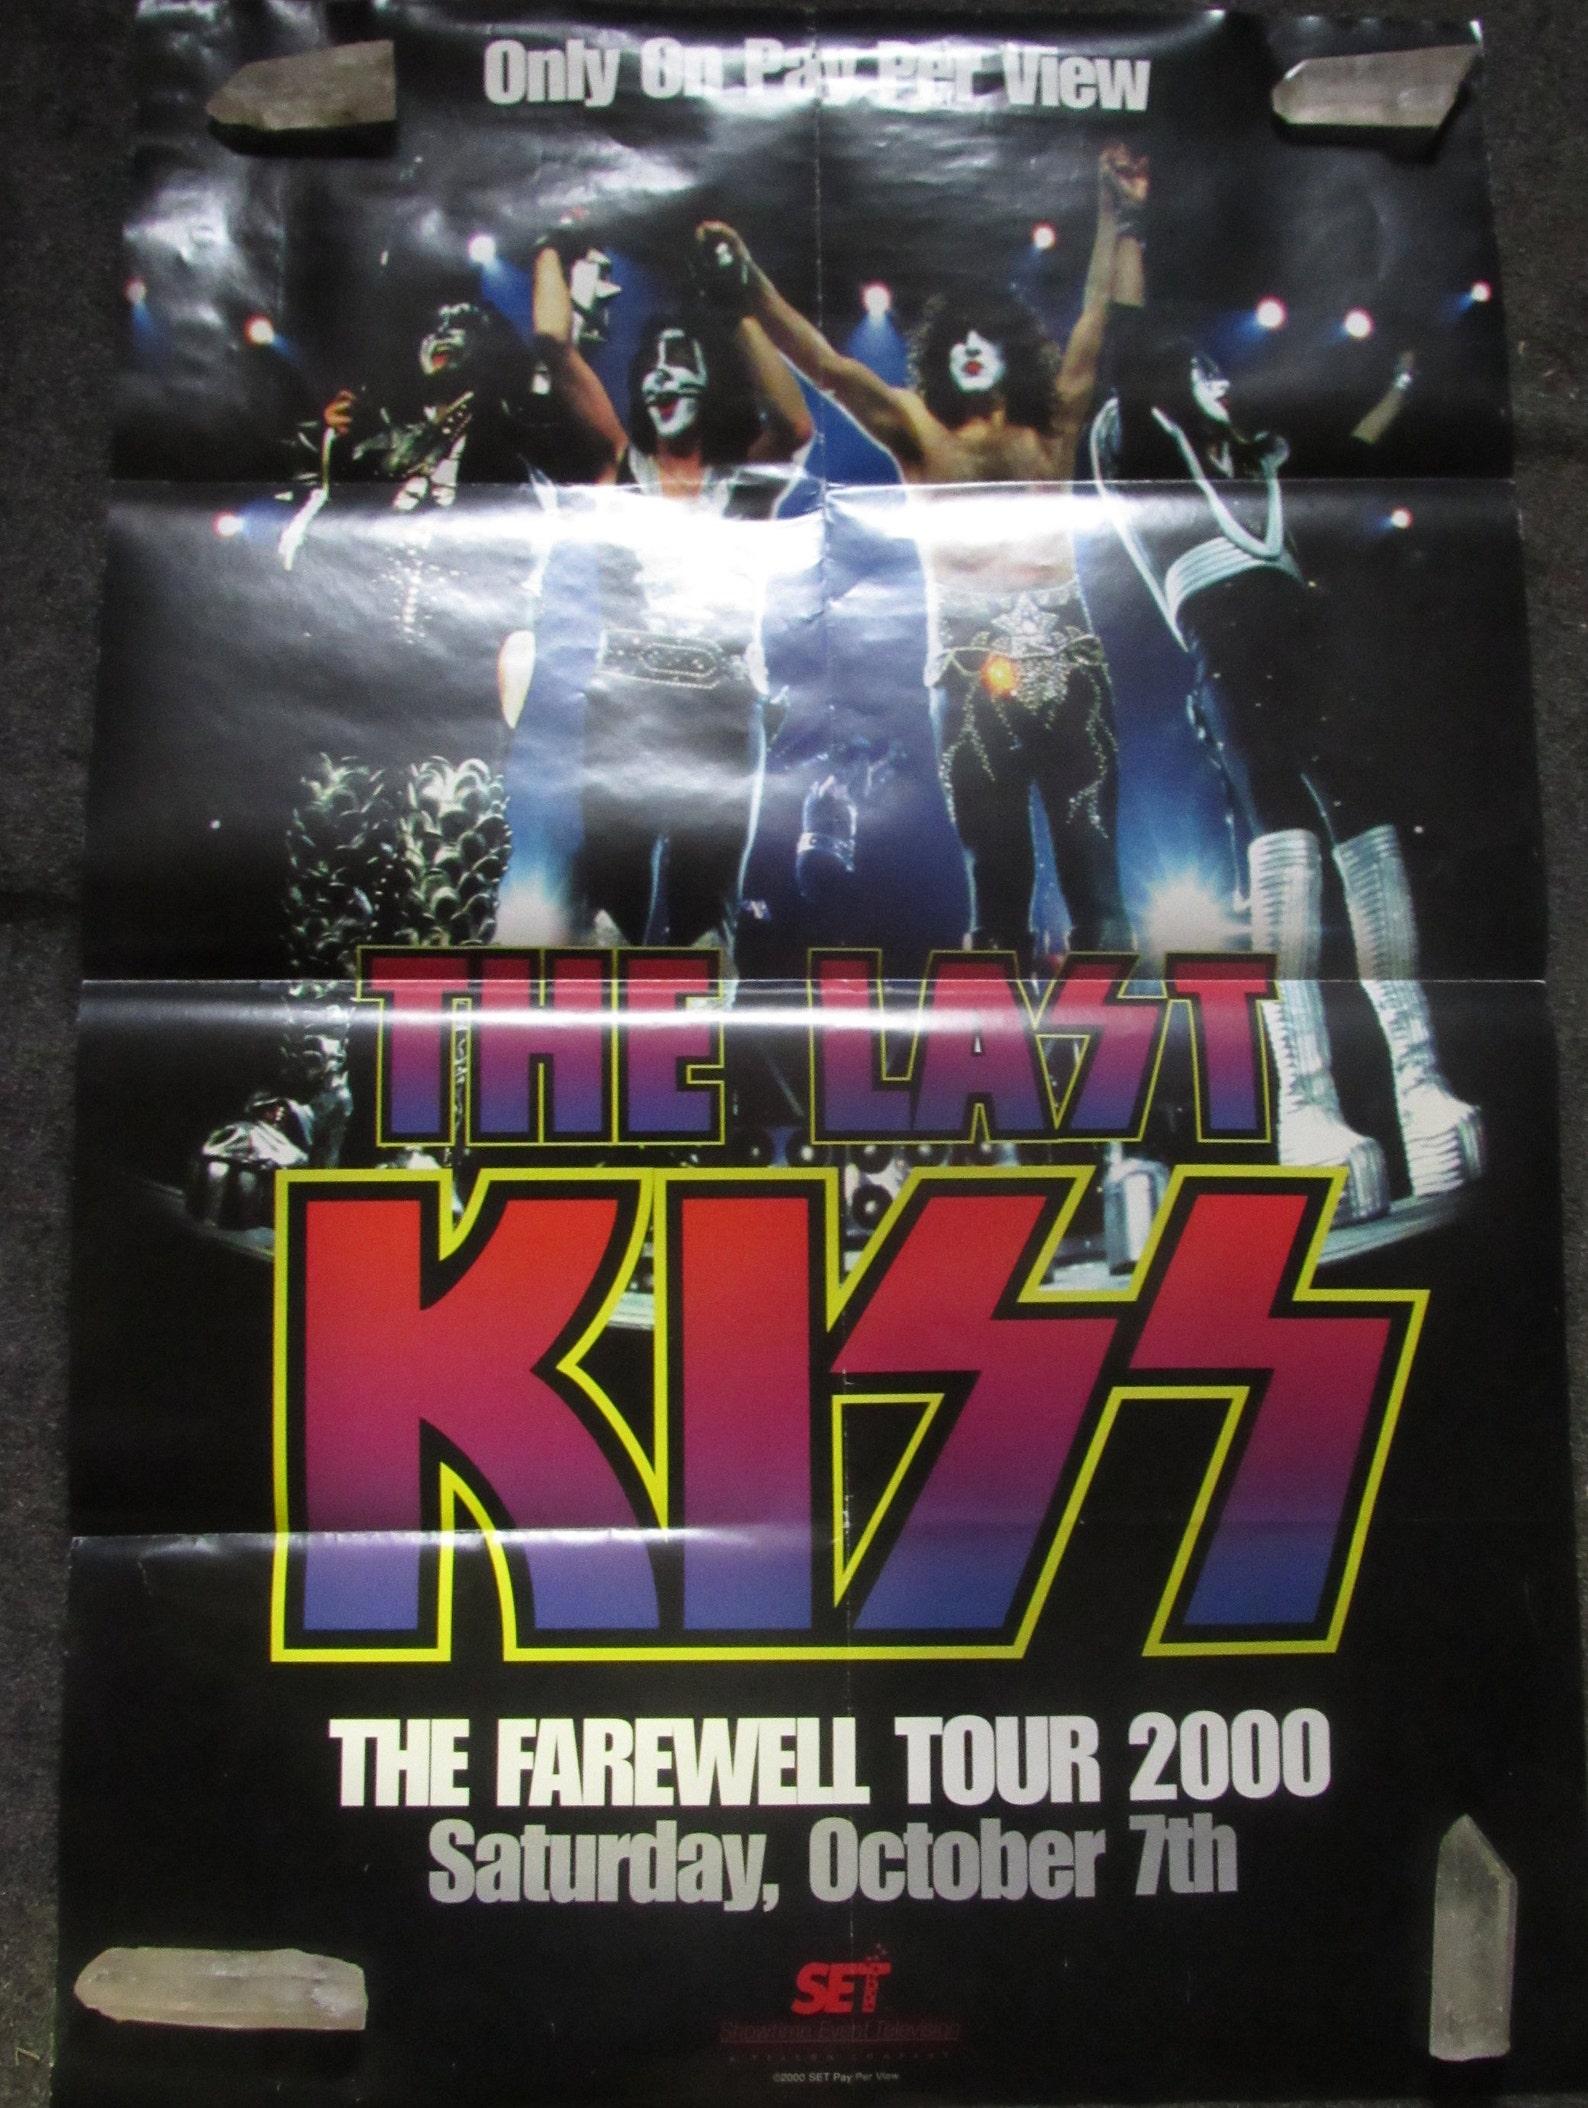 Only On Pay Per View
THE LAST
KISS
THE FAREWELL TOUR 2000
Saturday, October 7th
SET
Showtime Event Television
©2000 SET Pay Per View